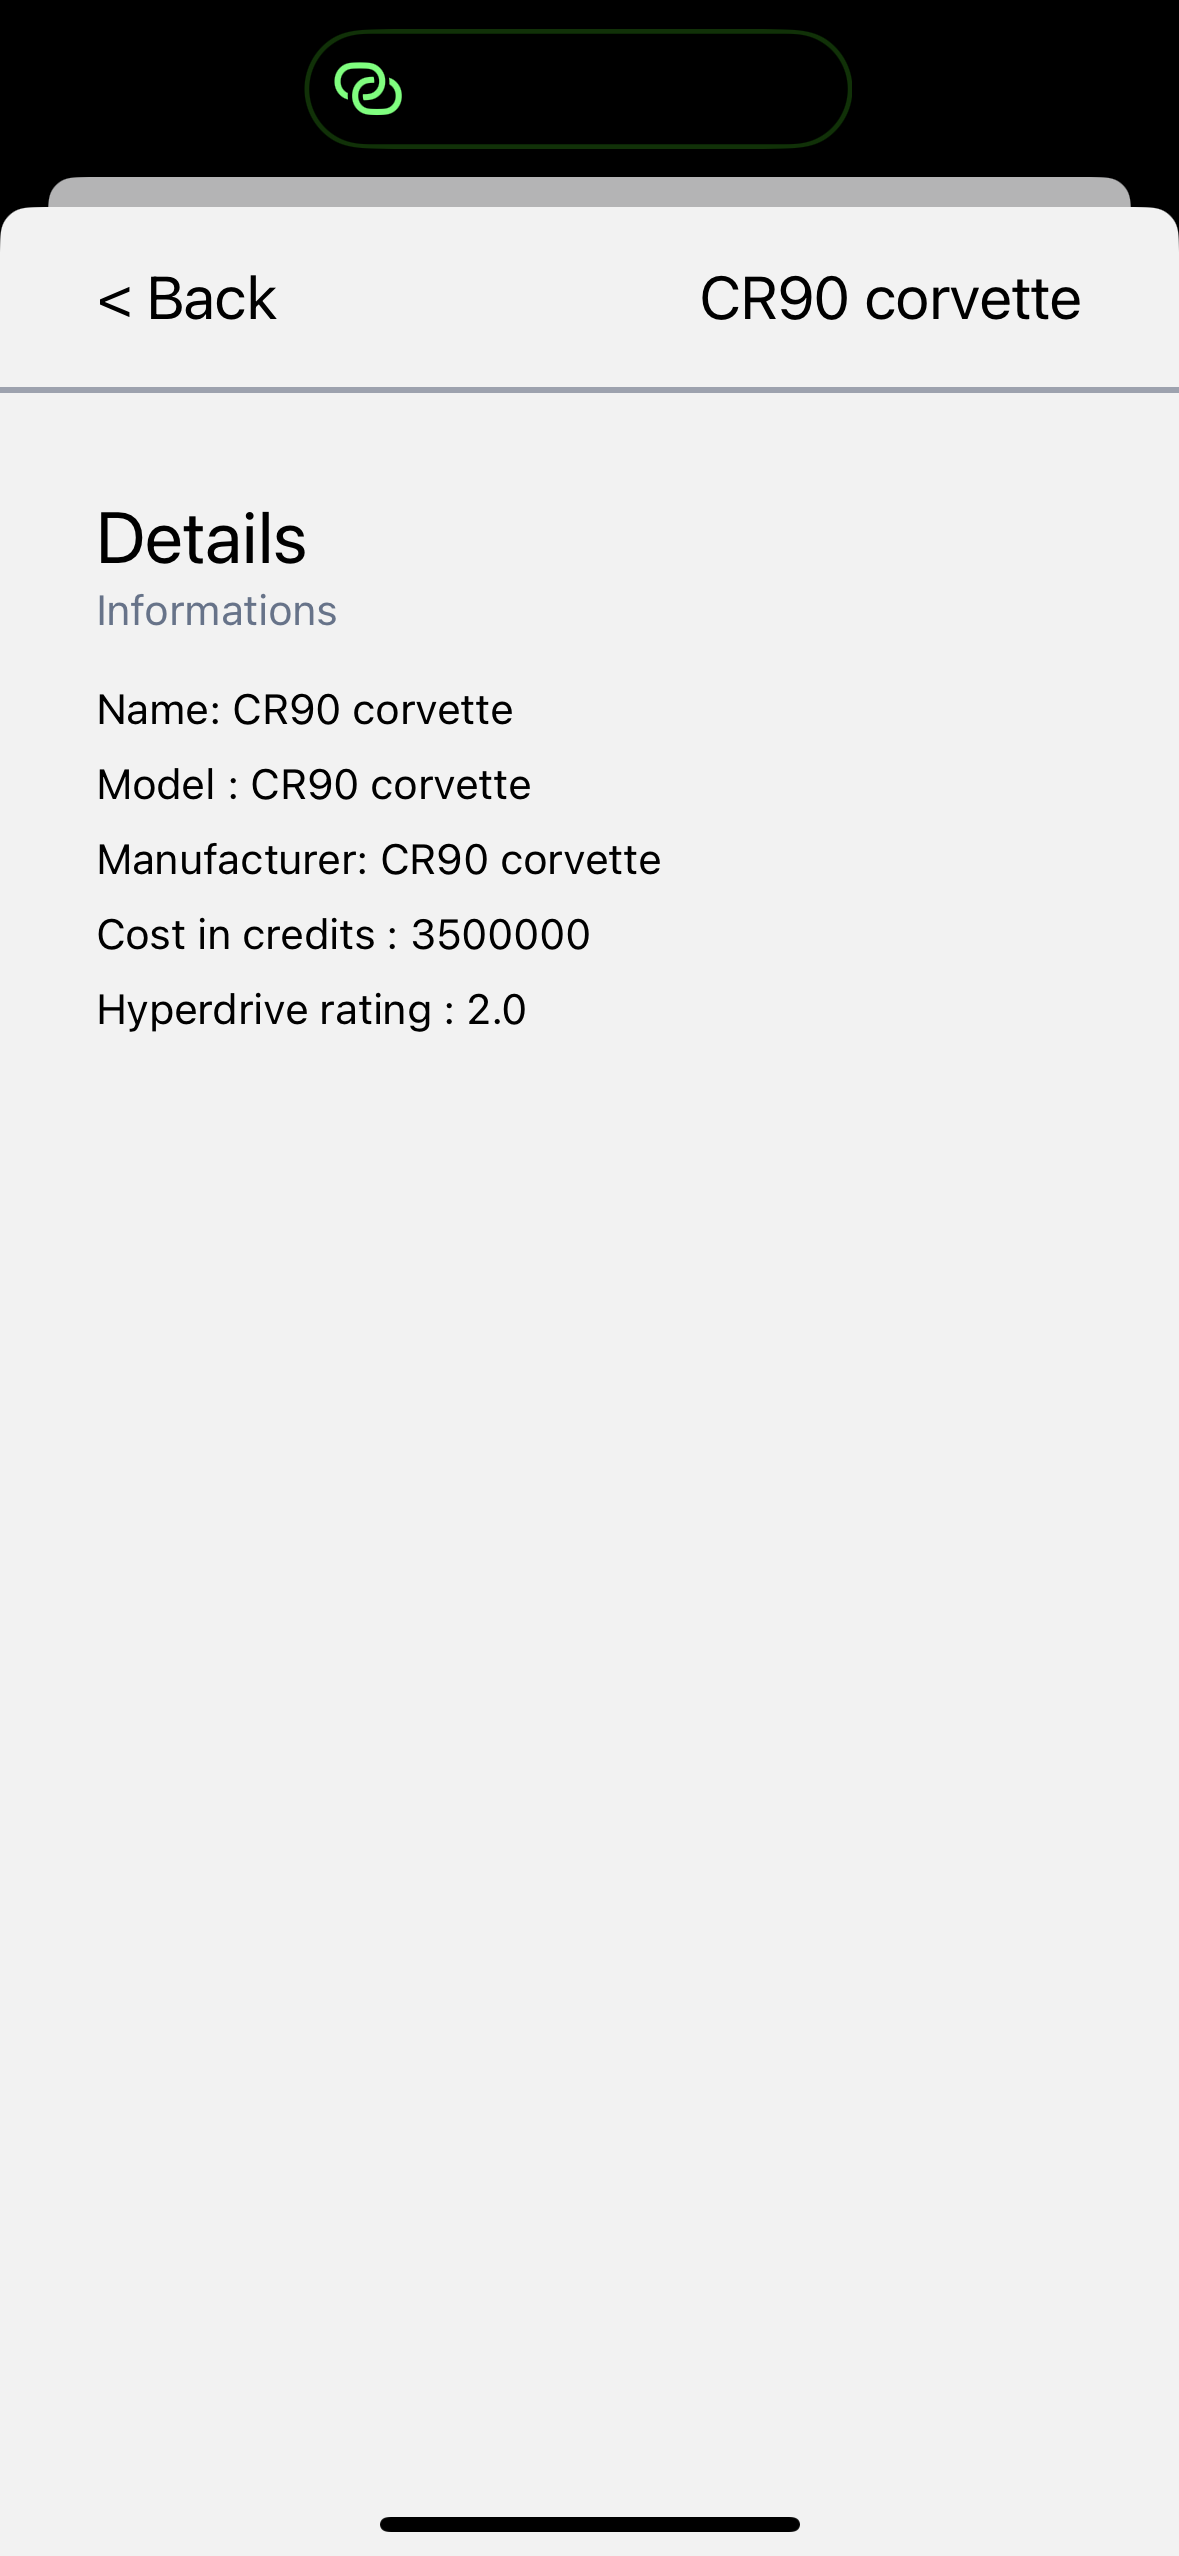 < Back
CR90 corvette
Details
Informations
Name: CR90 corvette
Model : CR90 corvette
Manufacturer: CR90 corvette
Cost in credits : 3500000
Hyperdrive rating : 2.0